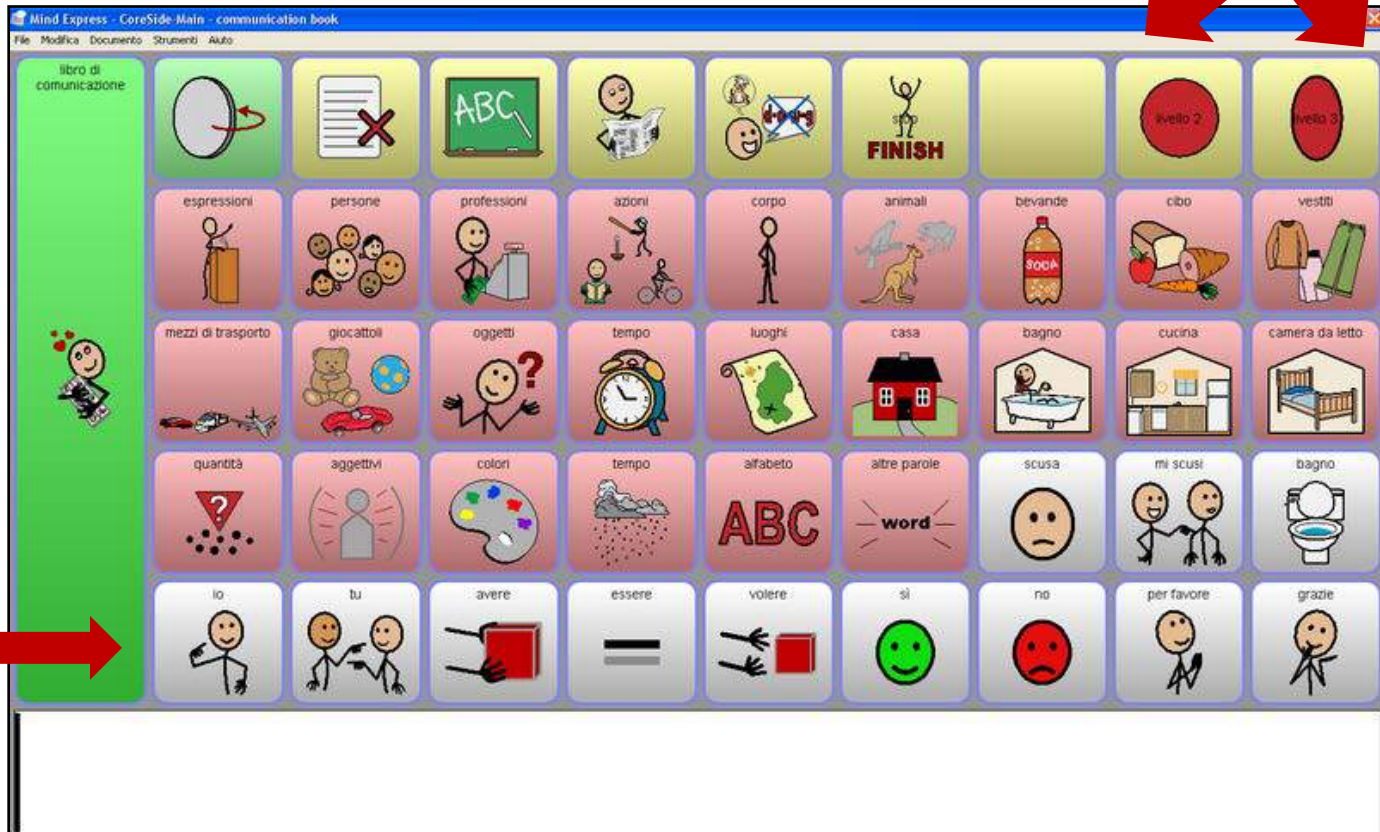 Mind Express - CoreSide-Main - communication book
File Modifica Documento Strumenti Aiuto
libro di
comunicazione
ABC
d-o-g
stop
FINISH
livello 2
livello 3
espressioni persone professioni azioni corpo animali bevande cibo vestiti
SODA
mezzi di trasporto giocattoli oggetti tempo luoghi casa bagno cucina camera da letto
?
quantità aggettivi colori tempo alfabeto altre parole scusa mi scusi bagno
?
ABC
word
io tu avere essere volere sì no per favore grazie